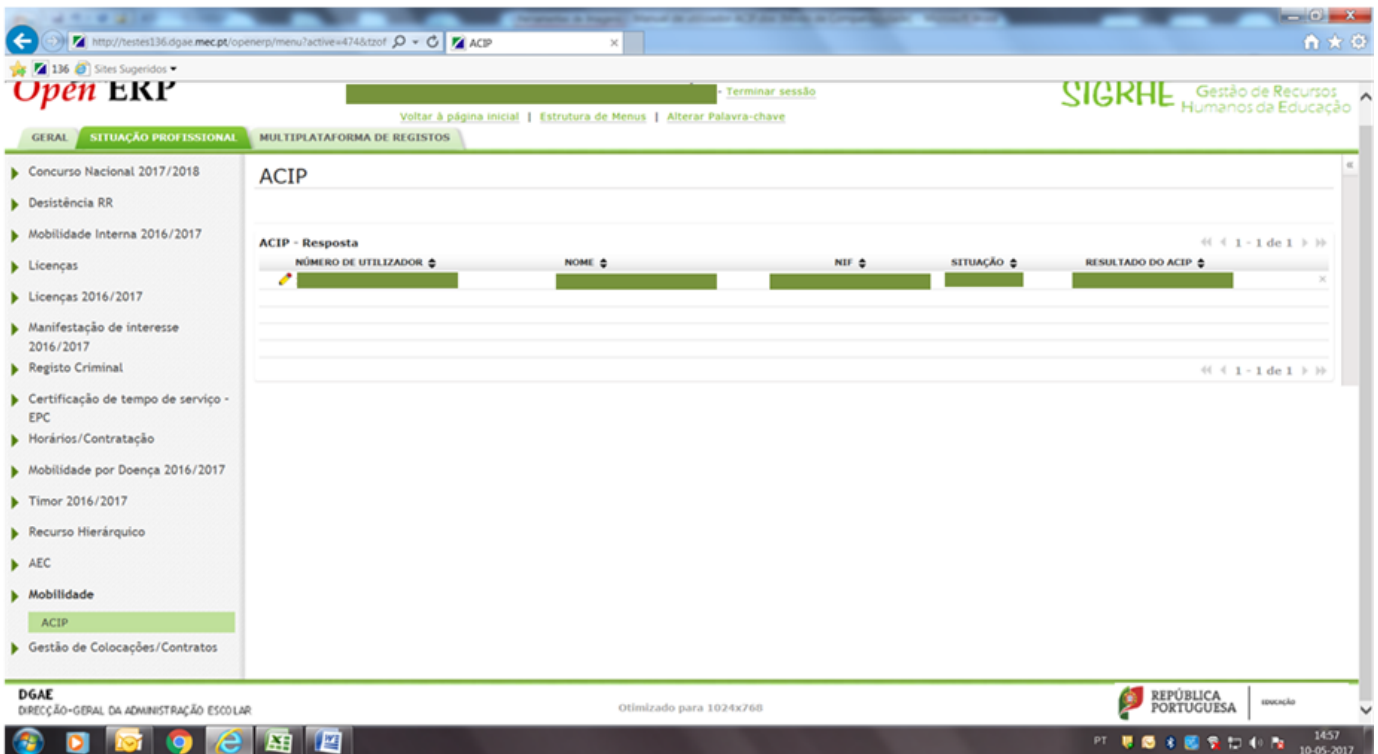 http://testes136.dgae.mec.pt/openerp/menu?active=474&tzof
ACIP
136 Sites Sugeridos
Open ERP
- Terminar sessão
SIGRHE Gestão de Recursos
Humanos da Educação
Voltar à página inicial | Estrutura de Menus | Alterar Palavra-chave
GERAL SITUAÇÃO PROFISSIONAL MULTIPLATAFORMA DE REGISTOS
Concurso Nacional 2017/2018
Desistência RR
Mobilidade Interna 2016/2017
Licenças
Licenças 2016/2017
Manifestação de interesse
2016/2017
Registo Criminal
Certificação de tempo de serviço -
EPC
Horários/Contratação
Mobilidade por Doença 2016/2017
Timor 2016/2017
Recurso Hierárquico
AEC
Mobilidade
ACIP
Gestão de Colocações/Contratos
ACIP
ACIP - Resposta
1 - 1 de 1
NÚMERO DE UTILIZADOR NOME NIF SITUAÇÃO RESULTADO DO ACIP
1 - 1 de 1
DGAE
DIRECÇÃO-GERAL DA ADMINISTRAÇÃO ESCOLAR
Otimizado para 1024x768
REPÚBLICA
PORTUGUESA
EDUCAÇÃO
PT
14:57
10-05-2017